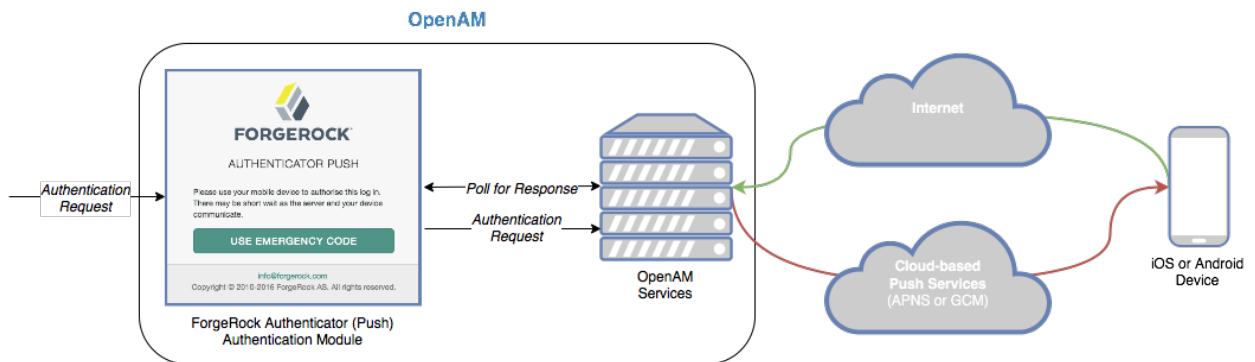 OpenAM
Authentication
Request
FORGEROCK
AUTHENTICATOR PUSH
Please use your mobile device to authorise this log in.
There may be short wait as the server and your device
communicate.
USE EMERGENCY CODE
info@forgerock.com
Copyright © 2010-2016 ForgeRock AS. All rights reserved.
ForgeRock Authenticator (Push)
Authentication Module
Poll for Response
Authentication
Request
OpenAM
Services
Internet
Cloud-based
Push Services
(APNS or GCM)
iOS or Android
Device